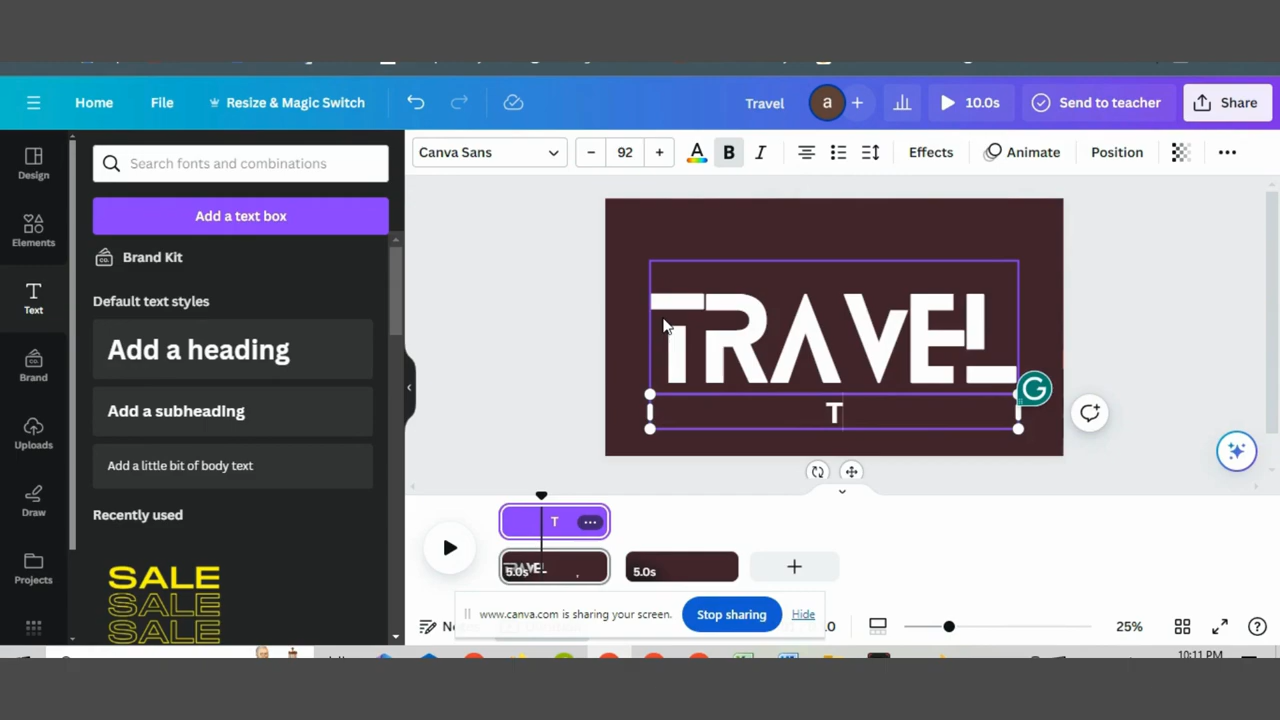 Home File Resize & Magic Switch Travel a + 10.0s Send to teacher Share
Canva Sans − 92 + A B I Effects Animate Position
Design
Elements
Text
Brand
Uploads
Draw
Projects
Search fonts and combinations
Add a text box
CO. Brand Kit
Default text styles
Add a heading
Add a subheading
Add a little bit of body text
Recently used
SALE
SALE
SALE
SALE
TRAVEL
T
T
5.0s
5.0s
www.canva.com is sharing your screen. Stop sharing Hide
25%
10:11 PM